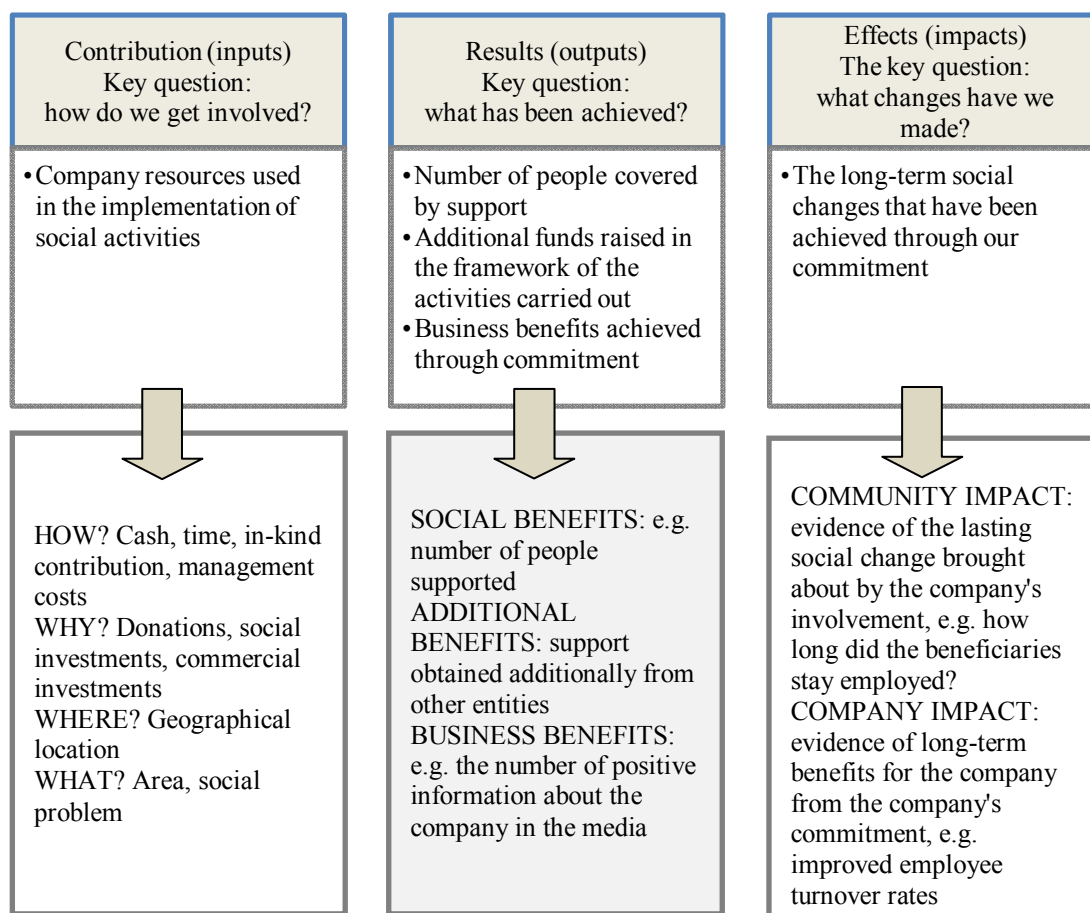 Contribution (inputs)
Key question:
how do we get involved?
•Company resources used
in the implementation of
social activities
HOW? Cash, time, in-kind
contribution, management
costs
WHY? Donations, social
investments, commercial
investments
WHERE? Geographical
location
WHAT? Area, social
problem
Results (outputs)
Key question:
what has been achieved?
•Number of people covered
by support
•Additional funds raised in
the framework of the
activities carried out
•Business benefits achieved
through commitment
SOCIAL BENEFITS: e.g.
number of people
supported
ADDITIONAL
BENEFITS: support
obtained additionally from
other entities
BUSINESS BENEFITS:
e.g. the number of positive
information about the
company in the media
Effects (impacts)
The key question:
what changes have we
made?
•The long-term social
changes that have been
achieved through our
commitment
COMMUNITY IMPACT:
evidence of the lasting
social change brought
about by the company's
involvement, e.g. how
long did the beneficiaries
stay employed?
COMPANY IMPACT:
evidence of long-term
benefits for the company
from the company's
commitment, e.g.
improved employee
turnover rates